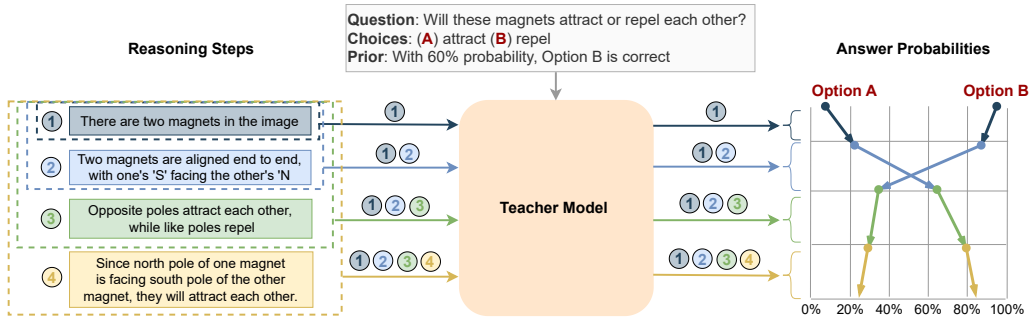 Question: Will these magnets attract or repel each other?
Choices: (A) attract (B) repel
Prior: With 60% probability, Option B is correct
Reasoning Steps
Answer Probabilities
1 There are two magnets in the image
2 Two magnets are aligned end to end,
with one's 'S' facing the other's 'N
3 Opposite poles attract each other,
while like poles repel
4 Since north pole of one magnet
is facing south pole of the other
magnet, they will attract each other.
1
1 2
1 2 3
1 2 3 4
Teacher Model
1
1 2
1 2 3
1 2 3 4
Option A Option B
0% 20% 40% 60% 80% 100%